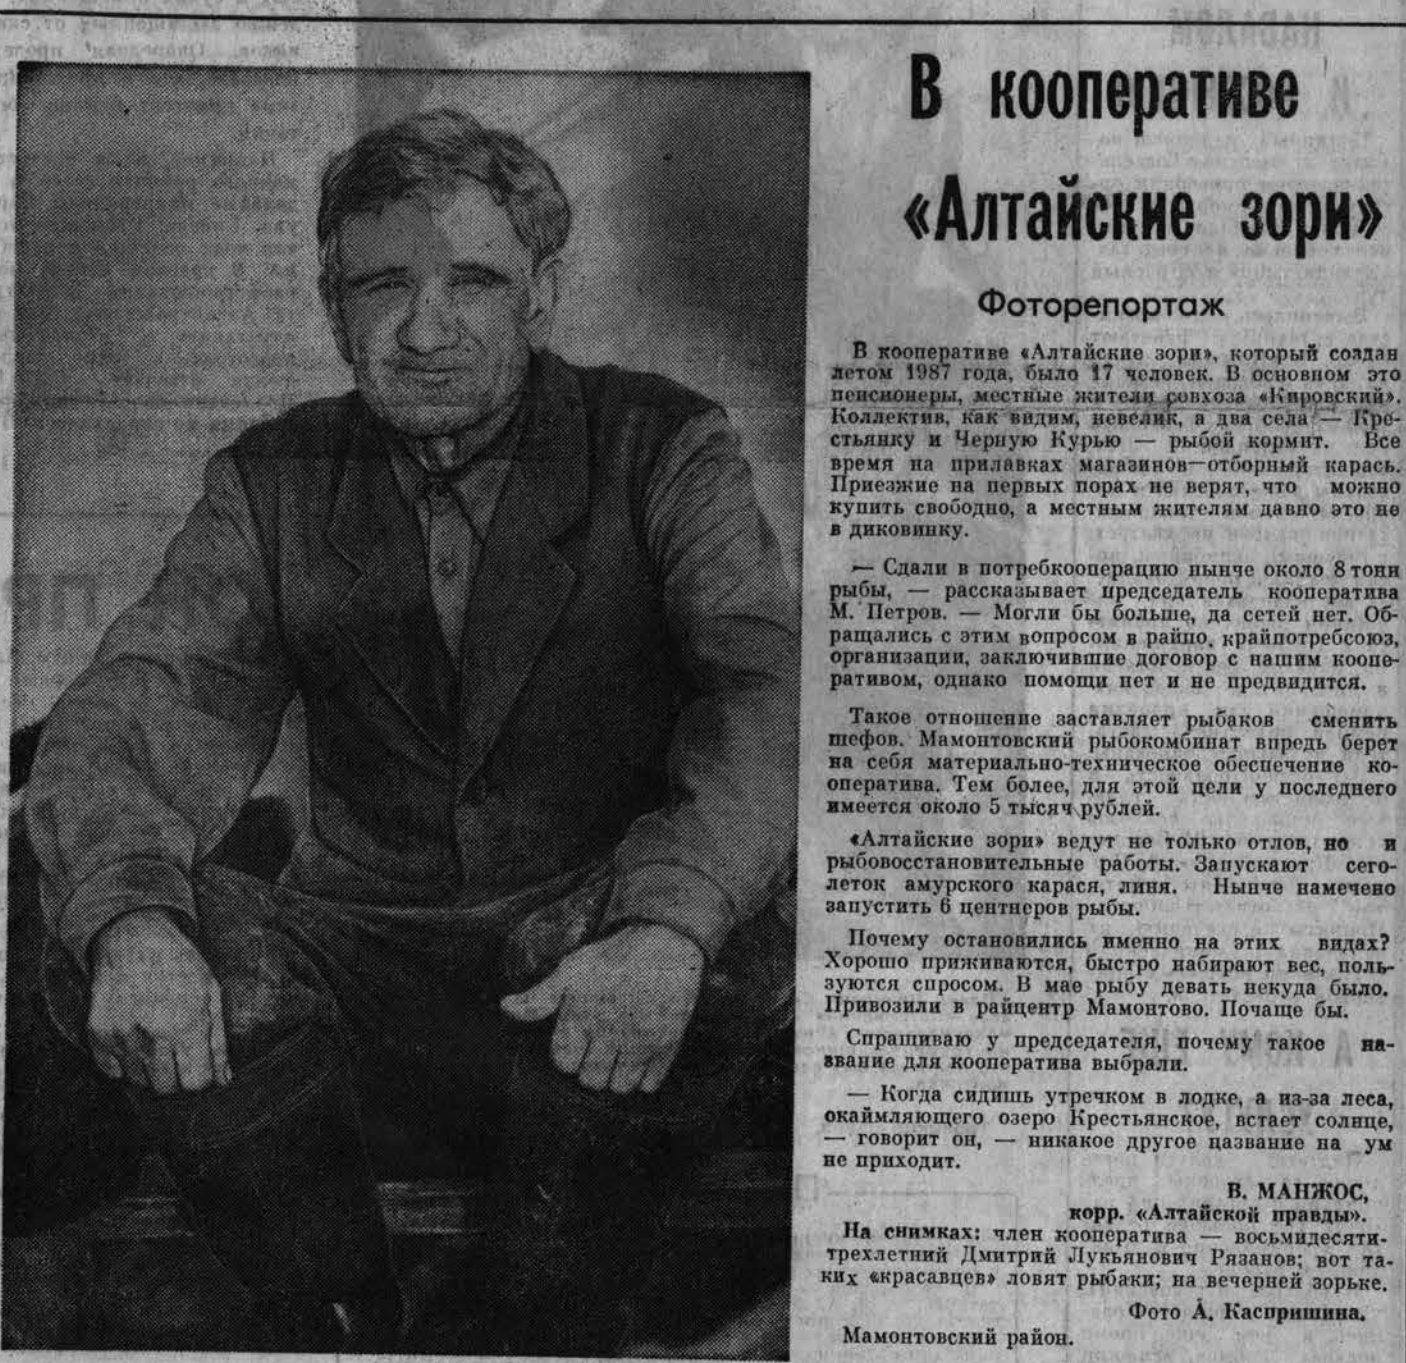 В кооперативе
«Алтайские зори»
Фоторепортаж
В кооперативе «Алтайские зори», который создан
летом 1987 года, было 17 человек. В основном это
пенсионеры, местные жители совхоза «Кировский».
Коллектив, как видим, невелик, а два села — Кре-
стьянку и Черную Курью — рыбой кормит. Все
время на прилавках магазинов—отборный карась.
Приезжие на первых порах не верят, что можно
купить свободно, а местным жителям давно это не
в диковинку.
— Сдали в потребкооперацию нынче около 8 тонн
рыбы, — рассказывает председатель кооператива
М. Петров. — Могли бы больше, да сетей нет. Об-
ращались с этим вопросом в райпо, крайпотребсоюз,
организации, заключившие договор с нашим коопе-
ративом, однако помощи нет и не предвидится.
Такое отношение заставляет рыбаков сменить
шефов. Мамонтовский рыбокомбинат впредь берет
на себя материально-техническое обеспечение ко-
оператива. Тем более, для этой цели у последнего
имеется около 5 тысяч рублей.
«Алтайские зори» ведут не только отлов, но и
рыбовосстановительные работы. Запускают сего-
леток амурского карася, линя. Нынче намечено
запустить 6 центнеров рыбы.
Почему остановились именно на этих видах?
Хорошо приживаются, быстро набирают вес, поль-
зуются спросом. В мае рыбу девать некуда было.
Привозили в райцентр Мамонтово. Почаще бы.
Спрашиваю у председателя, почему такое на-
звание для кооператива выбрали.
— Когда сидишь утречком в лодке, а из-за леса,
окаймляющего озеро Крестьянское, встает солнце,
— говорит он, — никакое другое название на ум
не приходит.
В. МАНЖОС,
корр. «Алтайской правды».
На снимках: член кооператива — восьмидесяти-
трехлетний Дмитрий Лукьянович Рязанов; вот та-
ких «красавцев» ловят рыбаки; на вечерней зорьке.
Фото А. Каспришина.
Мамонтовский район.